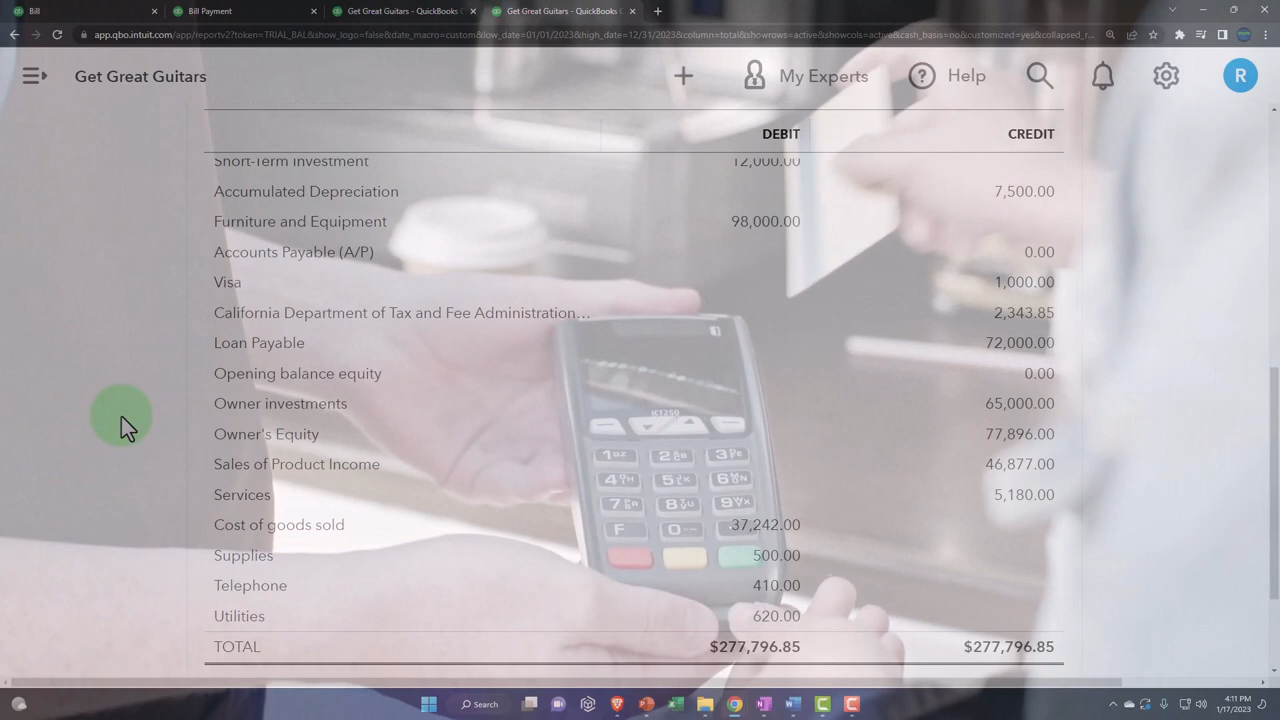 Bill
Bill Payment
Get Great Guitars - QuickBooks
Get Great Guitars - QuickBooks
app.qbo.intuit.com/app/reportv2?token=TRIAL_BAL&show_logo=false&date_macro=custom&low_date=01/01/2023&high_date=12/31/2023&column=total&showrows=active&showcols=active&cash_basis=no&customized=yes&collapsed_r...
Get Great Guitars
My Experts
Help
R
DEBIT CREDIT
Short-Term Investment 12,000.00
Accumulated Depreciation 7,500.00
Furniture and Equipment 98,000.00
Accounts Payable (A/P) 0.00
Visa 1,000.00
California Department of Tax and Fee Administration… 2,343.85
Loan Payable 72,000.00
Opening balance equity 0.00
Owner investments 65,000.00
Owner's Equity 77,896.00
Sales of Product Income 46,877.00
Services 5,180.00
Cost of goods sold 37,242.00
Supplies 500.00
Telephone 410.00
Utilities 620.00
TOTAL $277,796.85 $277,796.85
Search
4:11 PM
1/17/2023